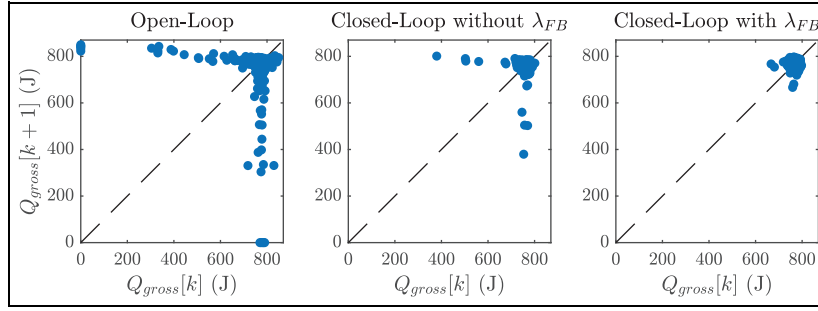 Open-Loop
Closed-Loop without λ_FB
Closed-Loop with λ_FB
Q_gross[k + 1] (J)
800
600
400
200
0
0 200 400 600 800
Q_gross[k] (J)
800
600
400
200
0
0 200 400 600 800
Q_gross[k] (J)
800
600
400
200
0
0 200 400 600 800
Q_gross[k] (J)